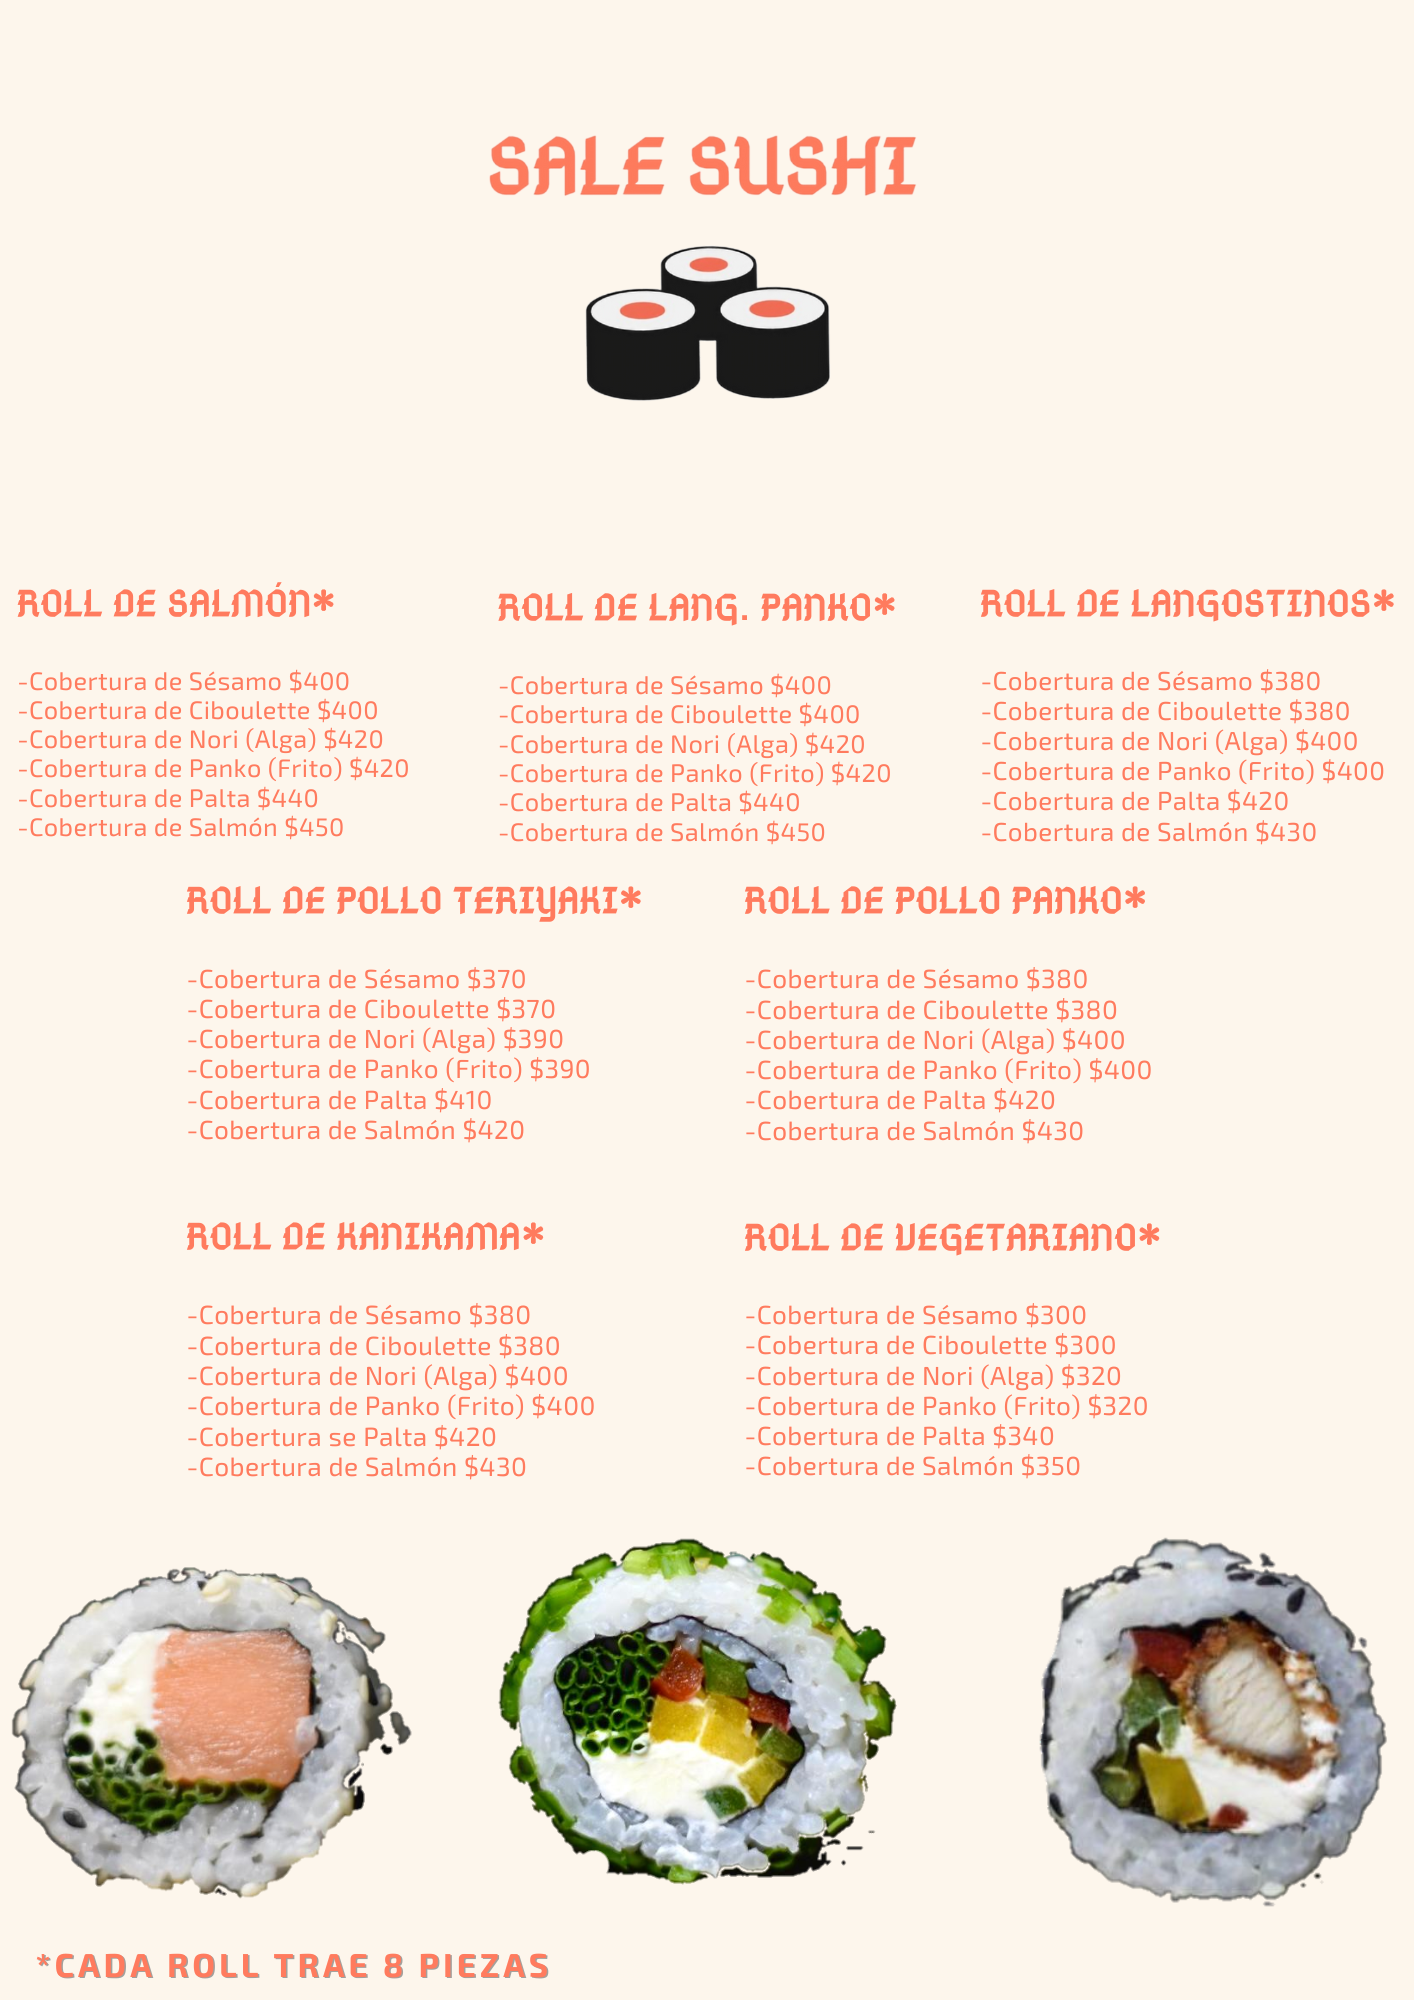 SALE SUSHI
ROLL DE SALMÓN*
-Cobertura de Sésamo $400
-Cobertura de Ciboulette $400
-Cobertura de Nori (Alga) $420
-Cobertura de Panko (Frito) $420
-Cobertura de Palta $440
-Cobertura de Salmón $450
ROLL DE LANG. PANKO*
-Cobertura de Sésamo $400
-Cobertura de Ciboulette $400
-Cobertura de Nori (Alga) $420
-Cobertura de Panko (Frito) $420
-Cobertura de Palta $440
-Cobertura de Salmón $450
ROLL DE LANGOSTINOS*
-Cobertura de Sésamo $380
-Cobertura de Ciboulette $380
-Cobertura de Nori (Alga) $400
-Cobertura de Panko (Frito) $400
-Cobertura de Palta $420
-Cobertura de Salmón $430
ROLL DE POLLO TERIYAKI*
-Cobertura de Sésamo $370
-Cobertura de Ciboulette $370
-Cobertura de Nori (Alga) $390
-Cobertura de Panko (Frito) $390
-Cobertura de Palta $410
-Cobertura de Salmón $420
ROLL DE POLLO PANKO*
-Cobertura de Sésamo $380
-Cobertura de Ciboulette $380
-Cobertura de Nori (Alga) $400
-Cobertura de Panko (Frito) $400
-Cobertura de Palta $420
-Cobertura de Salmón $430
ROLL DE KANIKAMA*
-Cobertura de Sésamo $380
-Cobertura de Ciboulette $380
-Cobertura de Nori (Alga) $400
-Cobertura de Panko (Frito) $400
-Cobertura se Palta $420
-Cobertura de Salmón $430
ROLL DE VEGETARIANO*
-Cobertura de Sésamo $300
-Cobertura de Ciboulette $300
-Cobertura de Nori (Alga) $320
-Cobertura de Panko (Frito) $320
-Cobertura de Palta $340
-Cobertura de Salmón $350
*CADA ROLL TRAE 8 PIEZAS